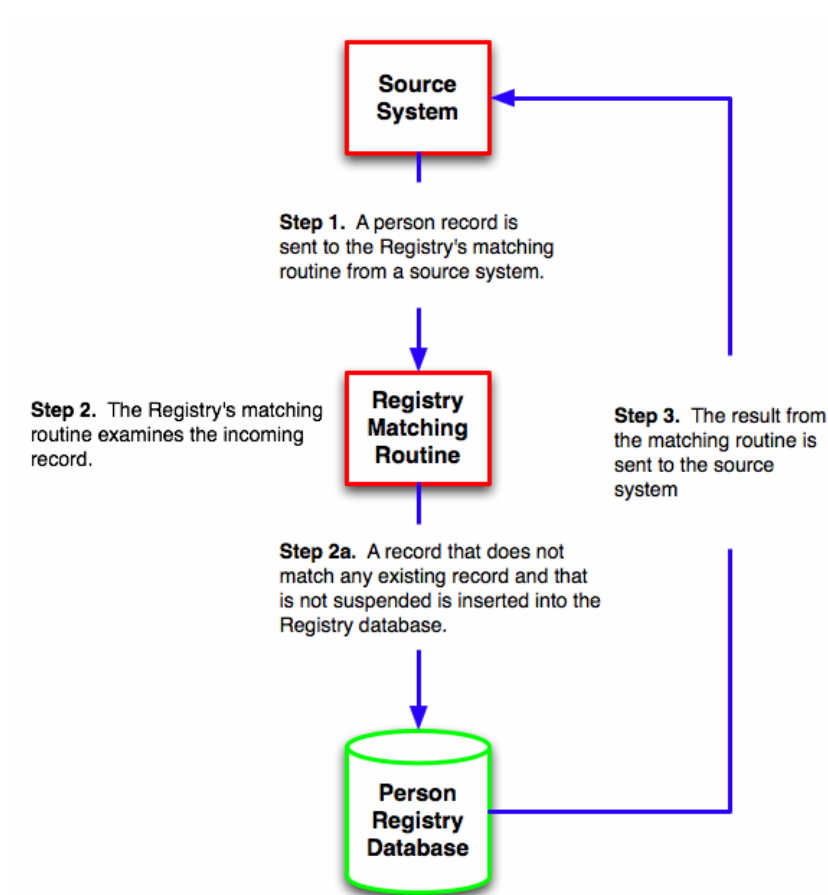 Source
System
Step 1. A person record is
sent to the Registry's matching
routine from a source system.
Registry
Matching
Routine
Step 2. The Registry's matching
routine examines the incoming
record.
Step 3. The result from
the matching routine is
sent to the source
system
Step 2a. A record that does not
match any existing record and that
is not suspended is inserted into the
Registry database.
Person
Registry
Database